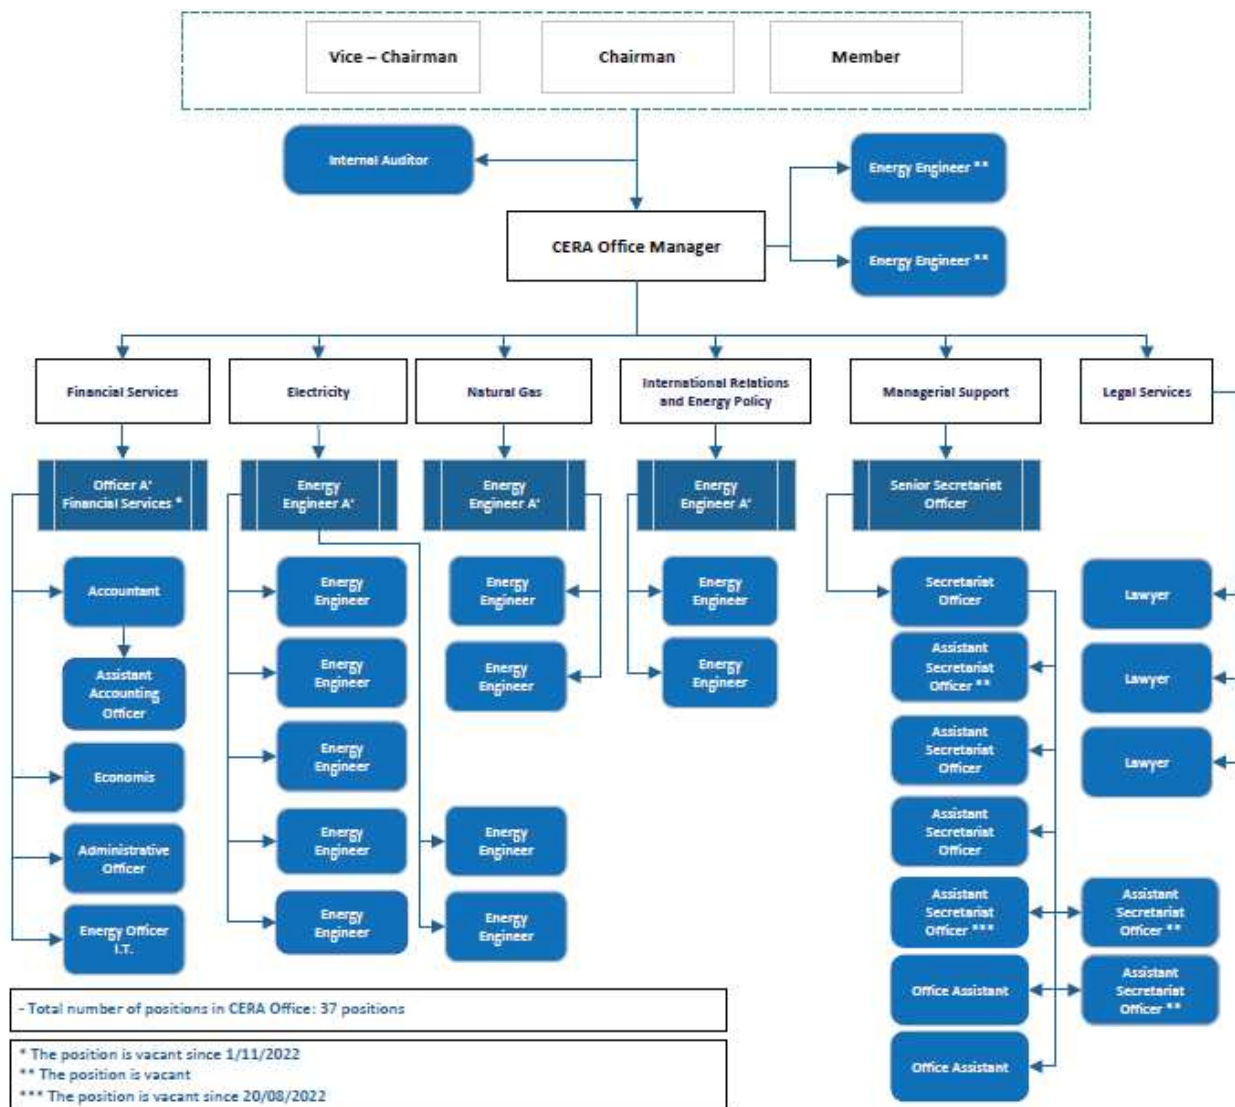 Vice – Chairman
Chairman
Member
Internal Auditor
Energy Engineer **
CERA Office Manager
Energy Engineer **
Financial Services
Electricity
Natural Gas
International Relations
and Energy Policy
Managerial Support
Legal Services
Officer A'
Financial Services *
Energy
Engineer A'
Energy
Engineer A'
Energy
Engineer A'
Senior Secretariat
Officer
Accountant
Assistant
Accounting
Officer
Economis
Administrative
Officer
Energy Officer
I.T.
Energy
Engineer
Energy
Engineer
Energy
Engineer
Energy
Engineer
Energy
Engineer
Energy
Engineer
Energy
Engineer
Energy
Engineer
Energy
Engineer
Energy
Engineer
Energy
Engineer
Secretariat
Officer
Assistant
Secretariat
Officer **
Assistant
Secretariat
Officer
Assistant
Secretariat
Officer
Assistant
Secretariat
Officer ***
Office Assistant
Office Assistant
Lawyer
Lawyer
Lawyer
Assistant
Secretariat
Officer **
Assistant
Secretariat
Officer **
- Total number of positions in CERA Office: 37 positions
* The position is vacant since 1/11/2022
** The position is vacant
*** The position is vacant since 20/08/2022